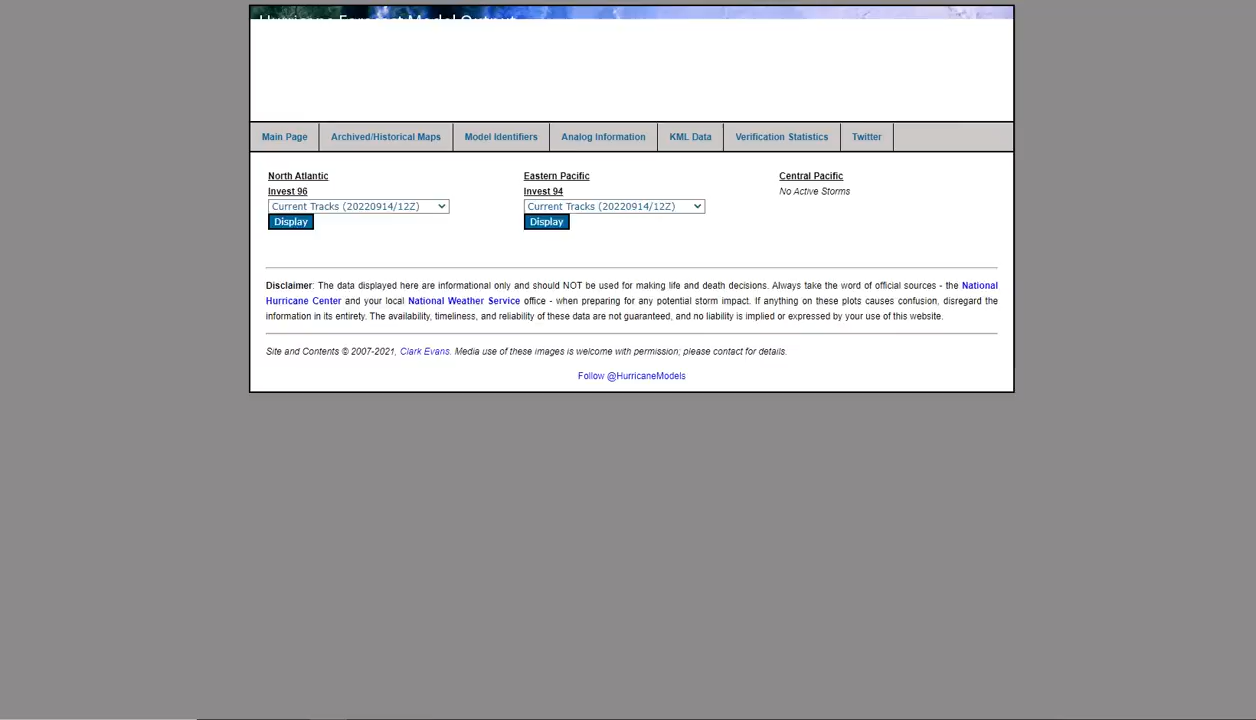 Hurricane Forecast Model Output
Main Page Archived/Historical Maps Model Identifiers Analog Information KML Data Verification Statistics Twitter
North Atlantic Eastern Pacific Central Pacific
Invest 96 Invest 94 No Active Storms
Current Tracks (20220914/12Z) Current Tracks (20220914/12Z)
Display Display
Disclaimer: The data displayed here are informational only and should NOT be used for making life and death decisions. Always take the word of official sources - the National
Hurricane Center and your local National Weather Service office - when preparing for any potential storm impact. If anything on these plots causes confusion, disregard the
information in its entirety. The availability, timeliness, and reliability of these data are not guaranteed, and no liability is implied or expressed by your use of this website.
Site and Contents © 2007-2021, Clark Evans. Media use of these images is welcome with permission; please contact for details.
Follow @HurricaneModels